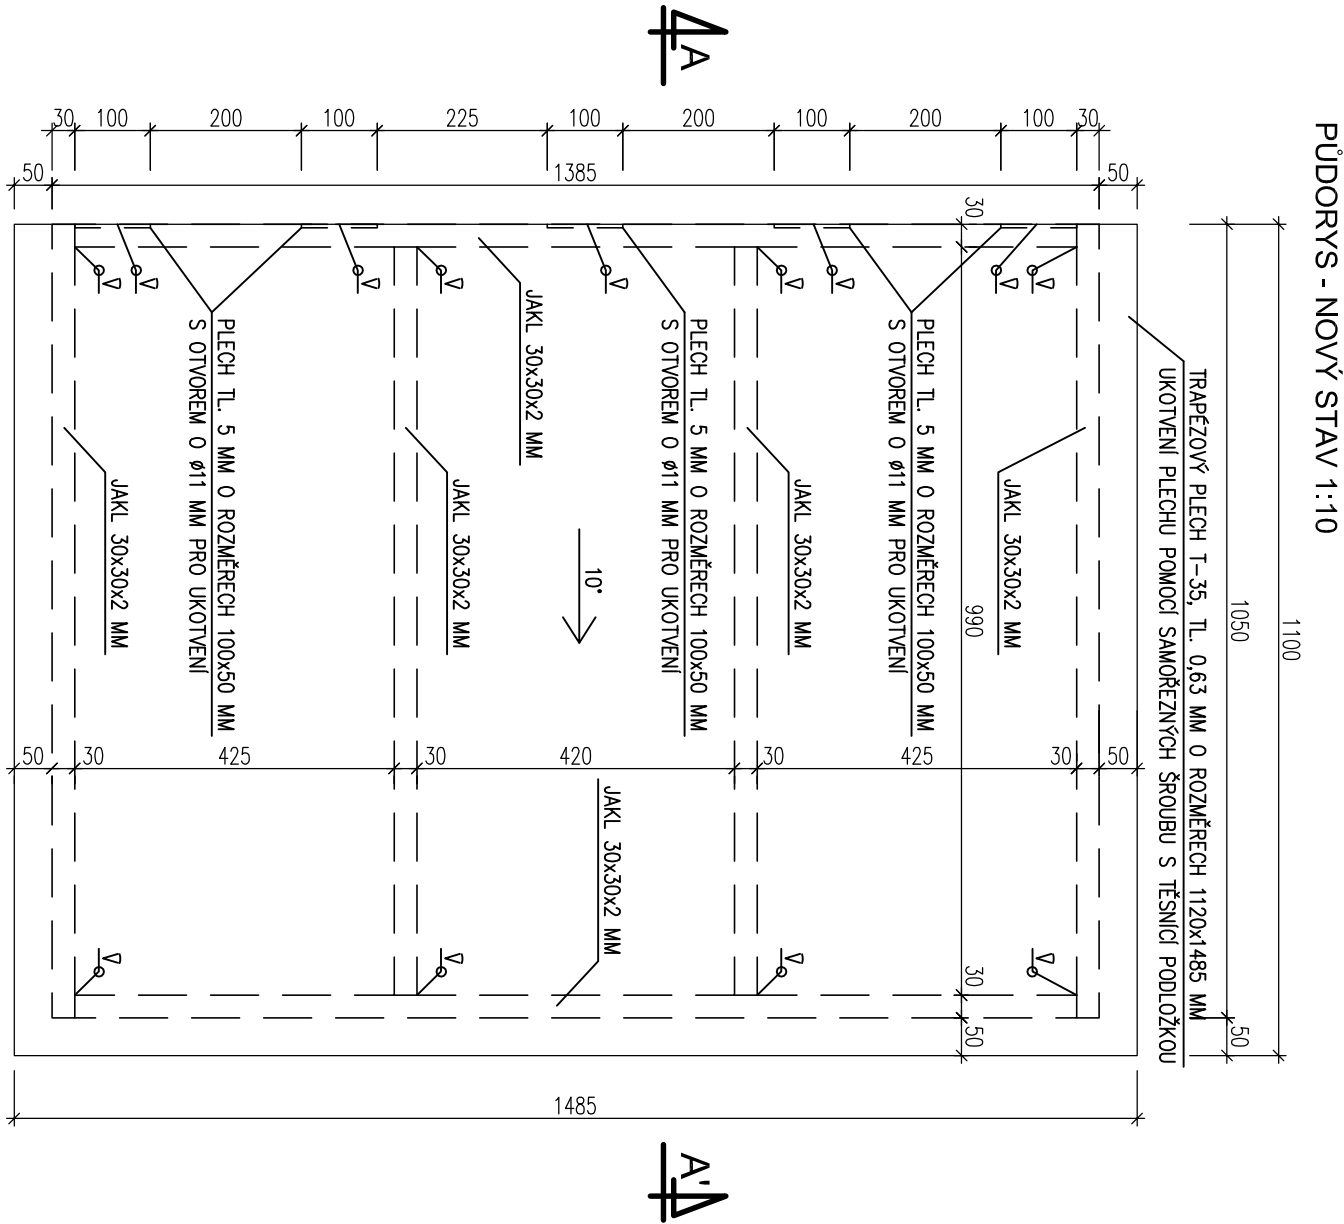 PŮDORYS - NOVÝ STAV 1:10
A
30 100 200 100 225 100 200 100 200 100 30
50 1385 50
30
1100
1050
50
TRAPÉZOVÝ PLECH T-35, TL. 0,63 MM O ROZMĚRECH 1120x1485 MM
UKOTVENÍ PLECHU POMOCÍ SAMOŘEZNÝCH ŠROUBU S TĚSNÍCÍ PODLOŽKOU
V V V V V V V V V
JAKL 30x30x2 MM
PLECH TL. 5 MM O ROZMĚRECH 100x50 MM
S OTVOREM O ø11 MM PRO UKOTVENÍ
PLECH TL. 5 MM O ROZMĚRECH 100x50 MM
S OTVOREM O ø11 MM PRO UKOTVENÍ
PLECH TL. 5 MM O ROZMĚRECH 100x50 MM
S OTVOREM O ø11 MM PRO UKOTVENÍ
JAKL 30x30x2 MM
JAKL 30x30x2 MM
JAKL 30x30x2 MM
JAKL 30x30x2 MM
10°
990
50 30 425 30 420 30 425 30 50
JAKL 30x30x2 MM
V V V V
30
50
1485
A'